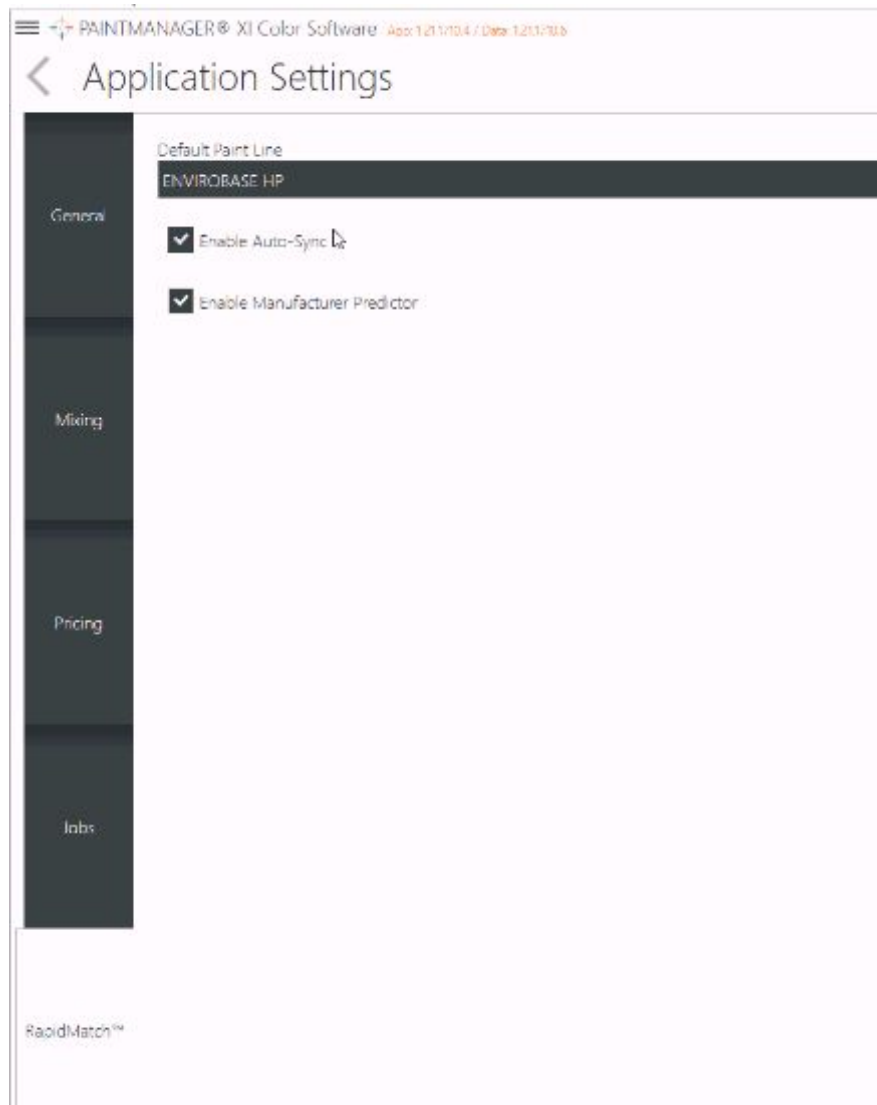 PAINTMANAGER® XI Color Software
Application Settings
Default Paint Line
ENVIROBASE HP
General
Enable Auto-Sync
Enable Manufacturer Predictor
Mixing
Pricing
Jobs
RapidMatch™